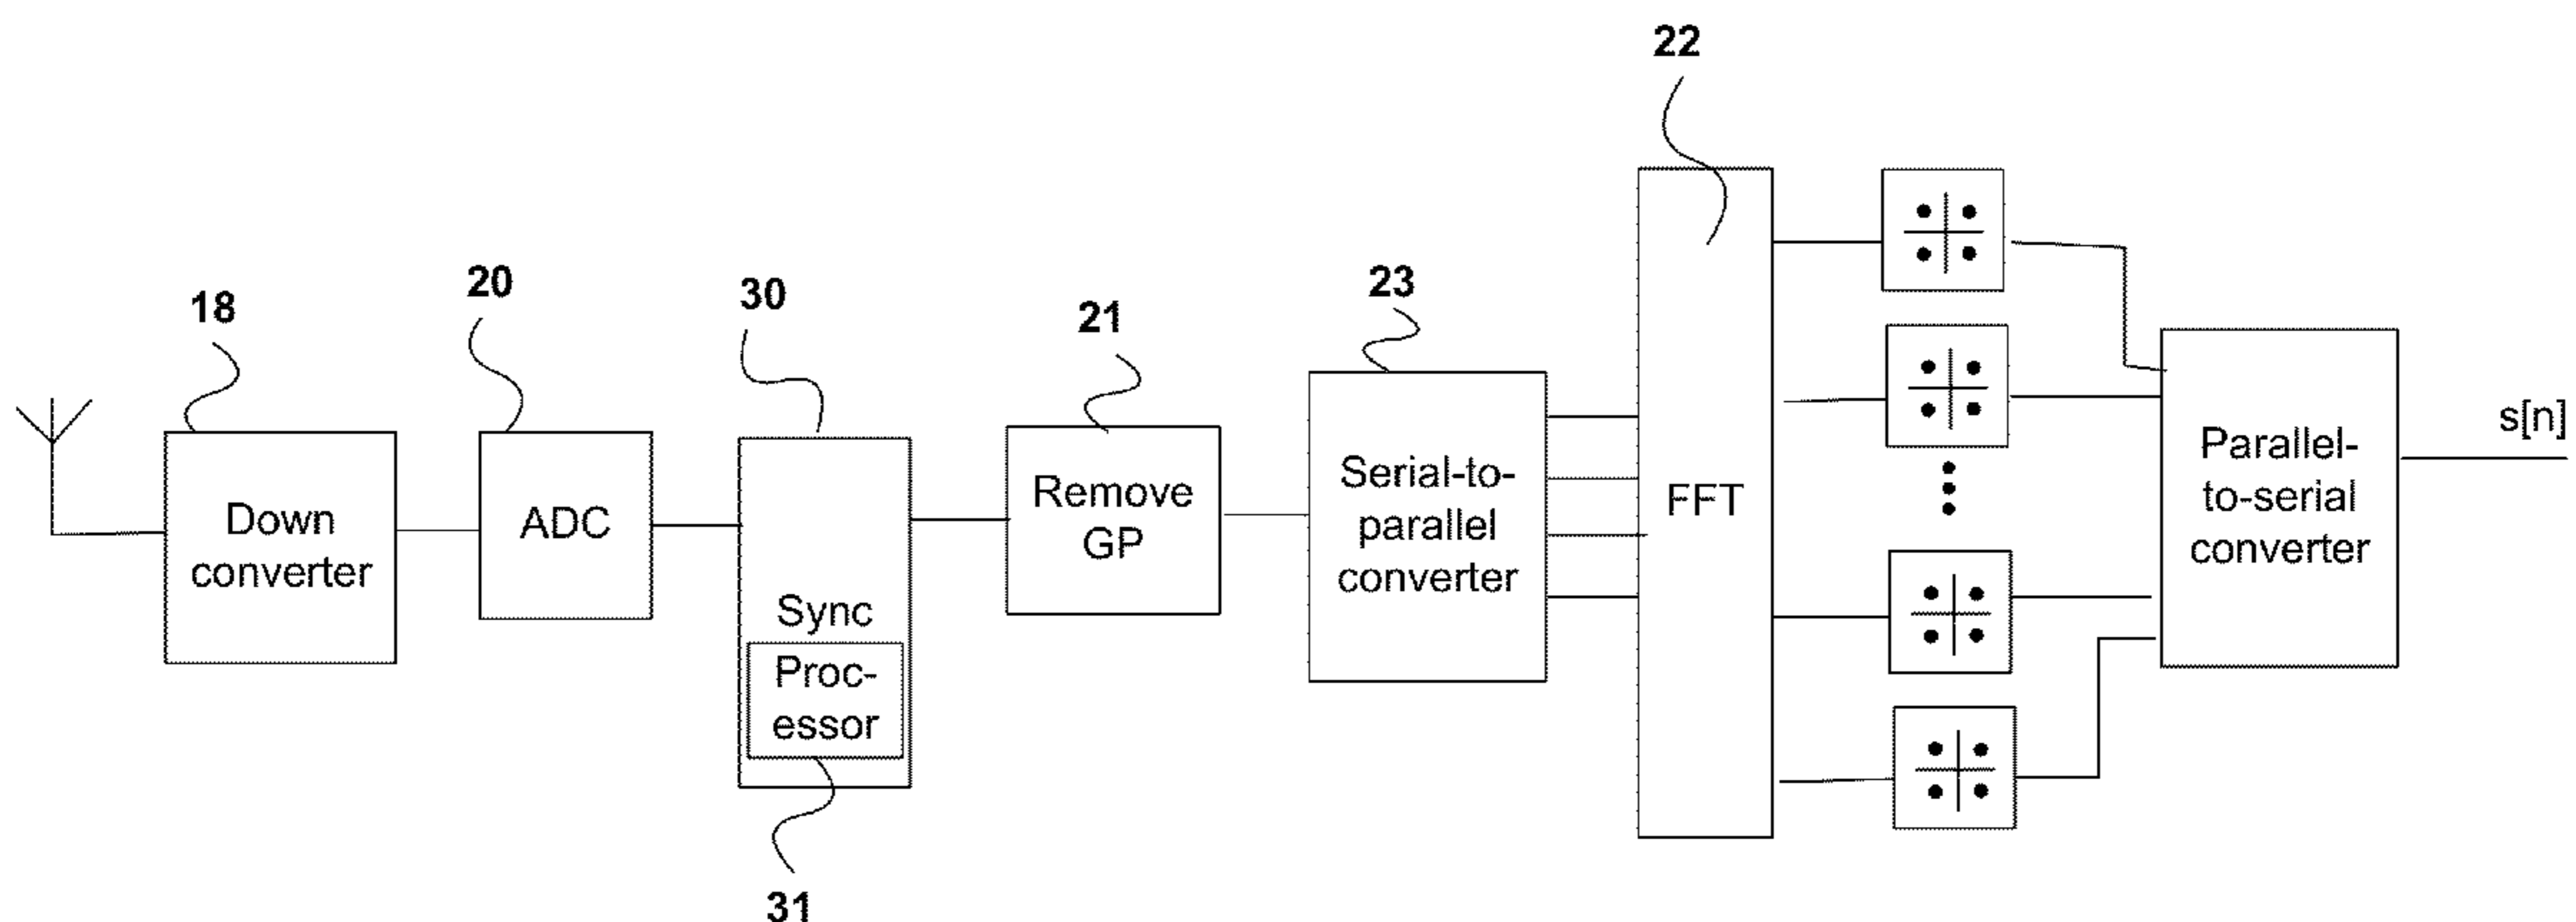 22
18
20
30
21
23
Down
converter
ADC
Sync
Proc-
essor
31
Remove
GP
Serial-to-
parallel
converter
FFT
Parallel-
to-serial
converter
s[n]